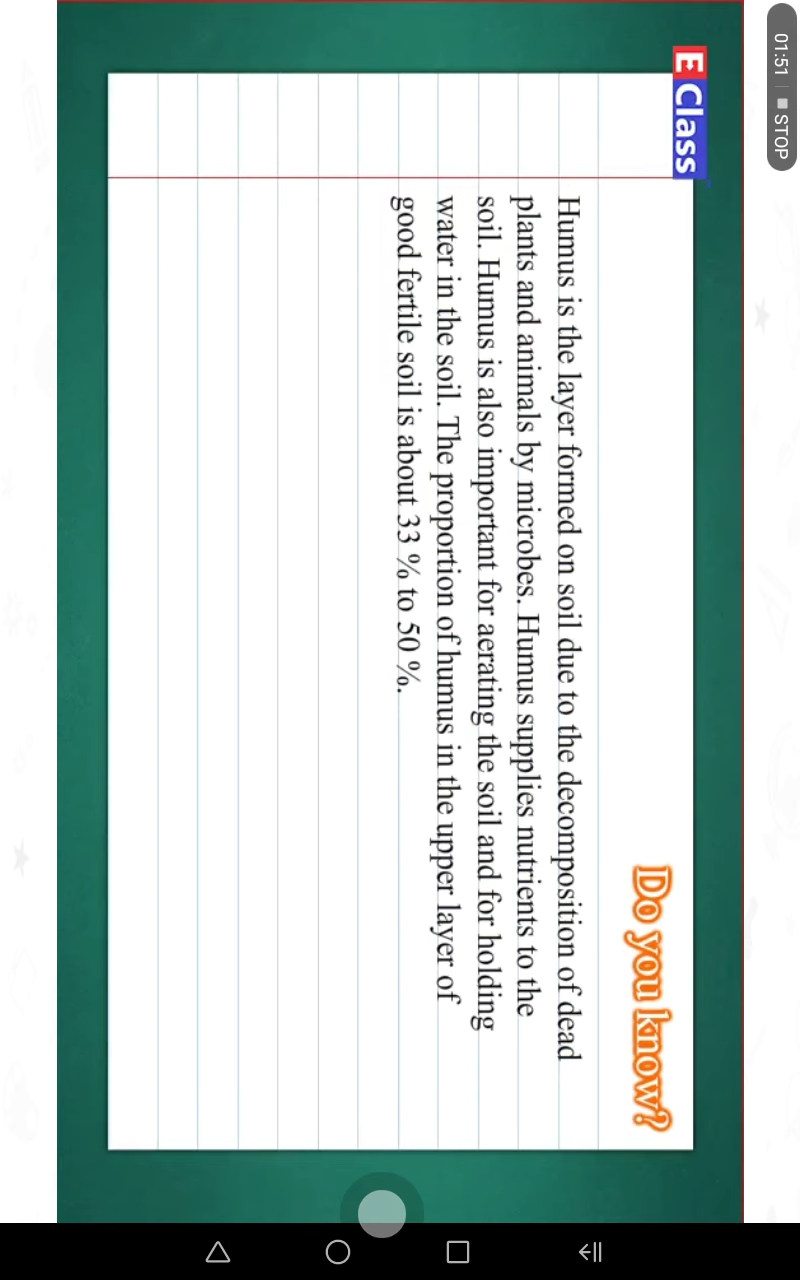 01:51 STOP
E Class
Do you know?
Humus is the layer formed on soil due to the decomposition of dead
plants and animals by microbes. Humus supplies nutrients to the
soil. Humus is also important for aerating the soil and for holding
water in the soil. The proportion of humus in the upper layer of
good fertile soil is about 33 % to 50 %.